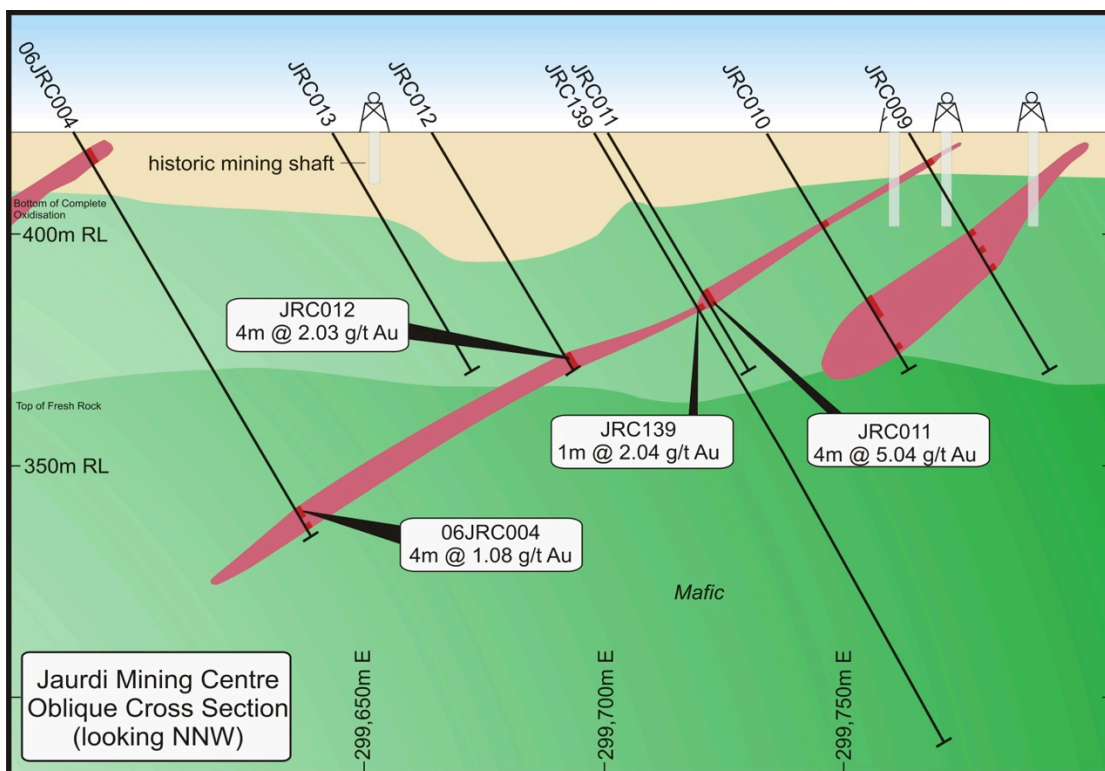 06JRC004
JRC013
JRC012
JRC139
JRC011
JRC010
JRC009
historic mining shaft
Bottom of Complete
Oxidisation
400m RL
JRC012
4m @ 2.03 g/t Au
Top of Fresh Rock
JRC139
1m @ 2.04 g/t Au
JRC011
4m @ 5.04 g/t Au
350m RL
06JRC004
4m @ 1.08 g/t Au
Mafic
Jaurdi Mining Centre
Oblique Cross Section
(looking NNW)
299,650m E
299,700m E
299,750m E